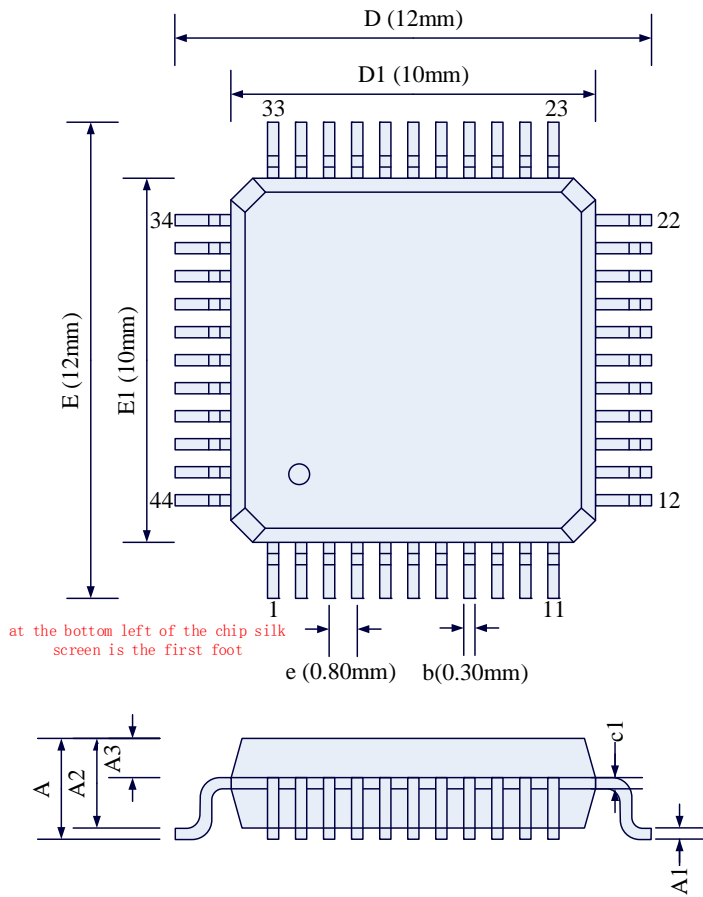 D (12mm)
D1 (10mm)
33 23
34 22
E (12mm)
E1 (10mm)
44 12
1 11
at the bottom left of the chip silk
screen is the first foot
e (0.80mm) b(0.30mm)
A
A2
A3
c1
A1